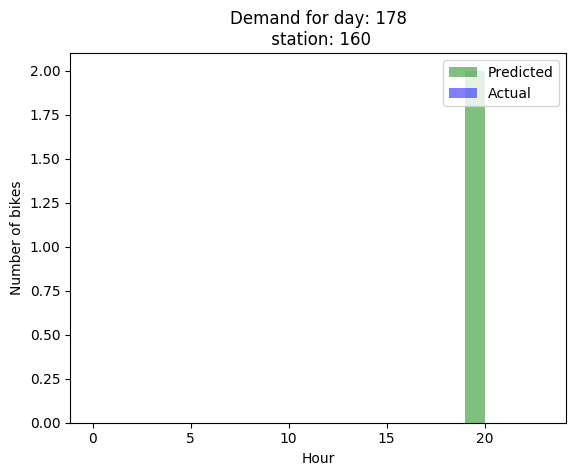 Demand for day: 178
station: 160
Predicted
Actual
Number of bikes
2.00
1.75
1.50
1.25
1.00
0.75
0.50
0.25
0.00
0 5 10 15 20
Hour